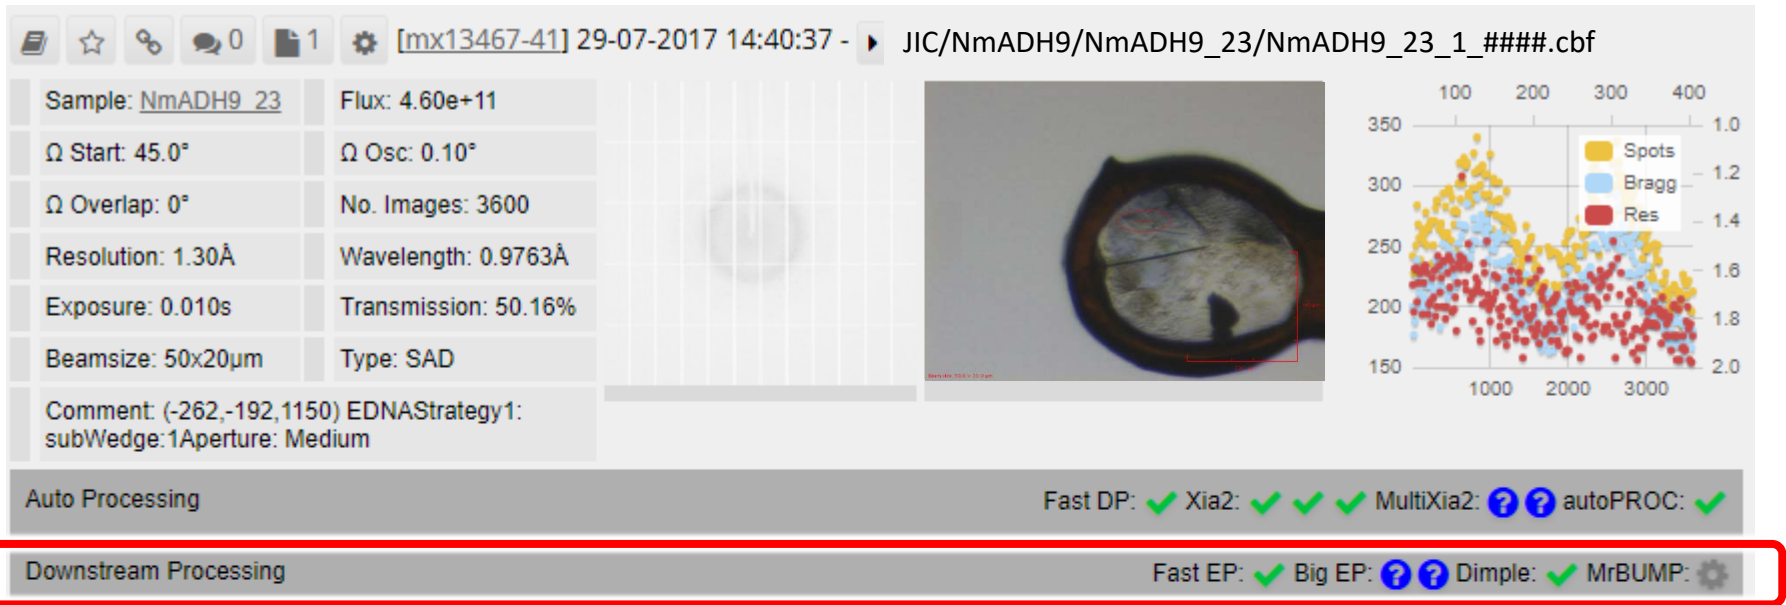 0 1 [mx13467-41] 29-07-2017 14:40:37 - JIC/NmADH9/NmADH9_23/NmADH9_23_1_####.cbf
Sample: NmADH9_23 Flux: 4.60e+11
Ω Start: 45.0° Ω Osc: 0.10°
Ω Overlap: 0° No. Images: 3600
Resolution: 1.30Å Wavelength: 0.9763Å
Exposure: 0.010s Transmission: 50.16%
Beamsize: 50x20µm Type: SAD
Comment: (-262,-192,1150) EDNAStrategy1:
subWedge:1Aperture: Medium
100 200 300 400
350 1.0
Spots
300 Bragg 1.2
Res 1.4
250
1.6
200 1.8
150 2.0
1000 2000 3000
Auto Processing Fast DP: Xia2: MultiXia2: ? ? autoPROC:
Downstream Processing Fast EP: Big EP: ? ? Dimple: MrBUMP: